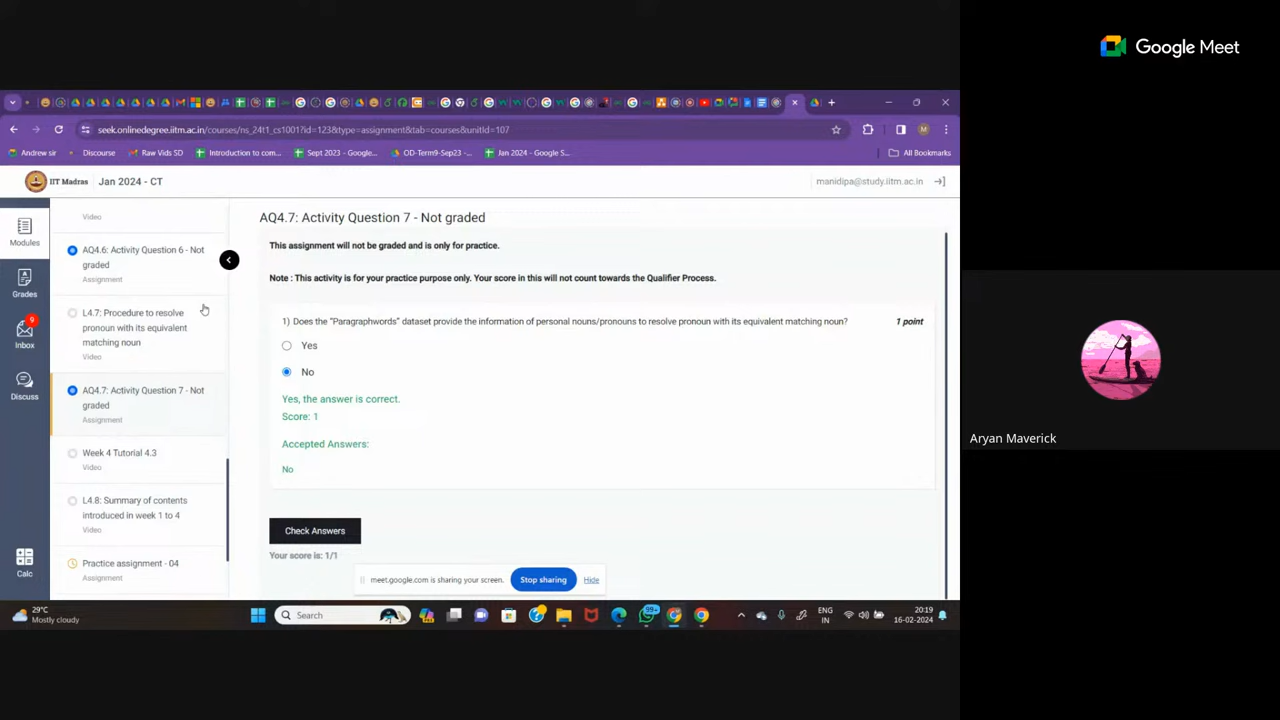 Google Meet
seek.onlinedegree.iitm.ac.in/courses/ns_24t1_cs1001?id=123&type=assignment&tab=courses&unitId=107
M
Andrew sir
Discourse
Raw Vids SD
Introduction to com...
Sept 2023 - Google...
OD-Term9-Sep23 -...
Jan 2024 - Google S...
All Bookmarks
IIT Madras
Jan 2024 - CT
manidipa@study.iitm.ac.in
Modules
Grades
9
Inbox
Discuss
Calc
Video
AQ4.6: Activity Question 6 - Not
graded
Assignment
L4.7: Procedure to resolve
pronoun with its equivalent
matching noun
Video
AQ4.7: Activity Question 7 - Not
graded
Assignment
Week 4 Tutorial 4.3
Video
L4.8: Summary of contents
introduced in week 1 to 4
Video
Practice assignment - 04
Assignment
AQ4.7: Activity Question 7 - Not graded
This assignment will not be graded and is only for practice.
Note : This activity is for your practice purpose only. Your score in this will not count towards the Qualifier Process.
1) Does the “Paragraphwords” dataset provide the information of personal nouns/pronouns to resolve pronoun with its equivalent matching noun?
1 point
Yes
No
Yes, the answer is correct.
Score: 1
Accepted Answers:
No
Check Answers
Your score is: 1/1
meet.google.com is sharing your screen.
Stop sharing
Hide
Aryan Maverick
29°C
Mostly cloudy
Search
99+
ENG
IN
20:19
16-02-2024